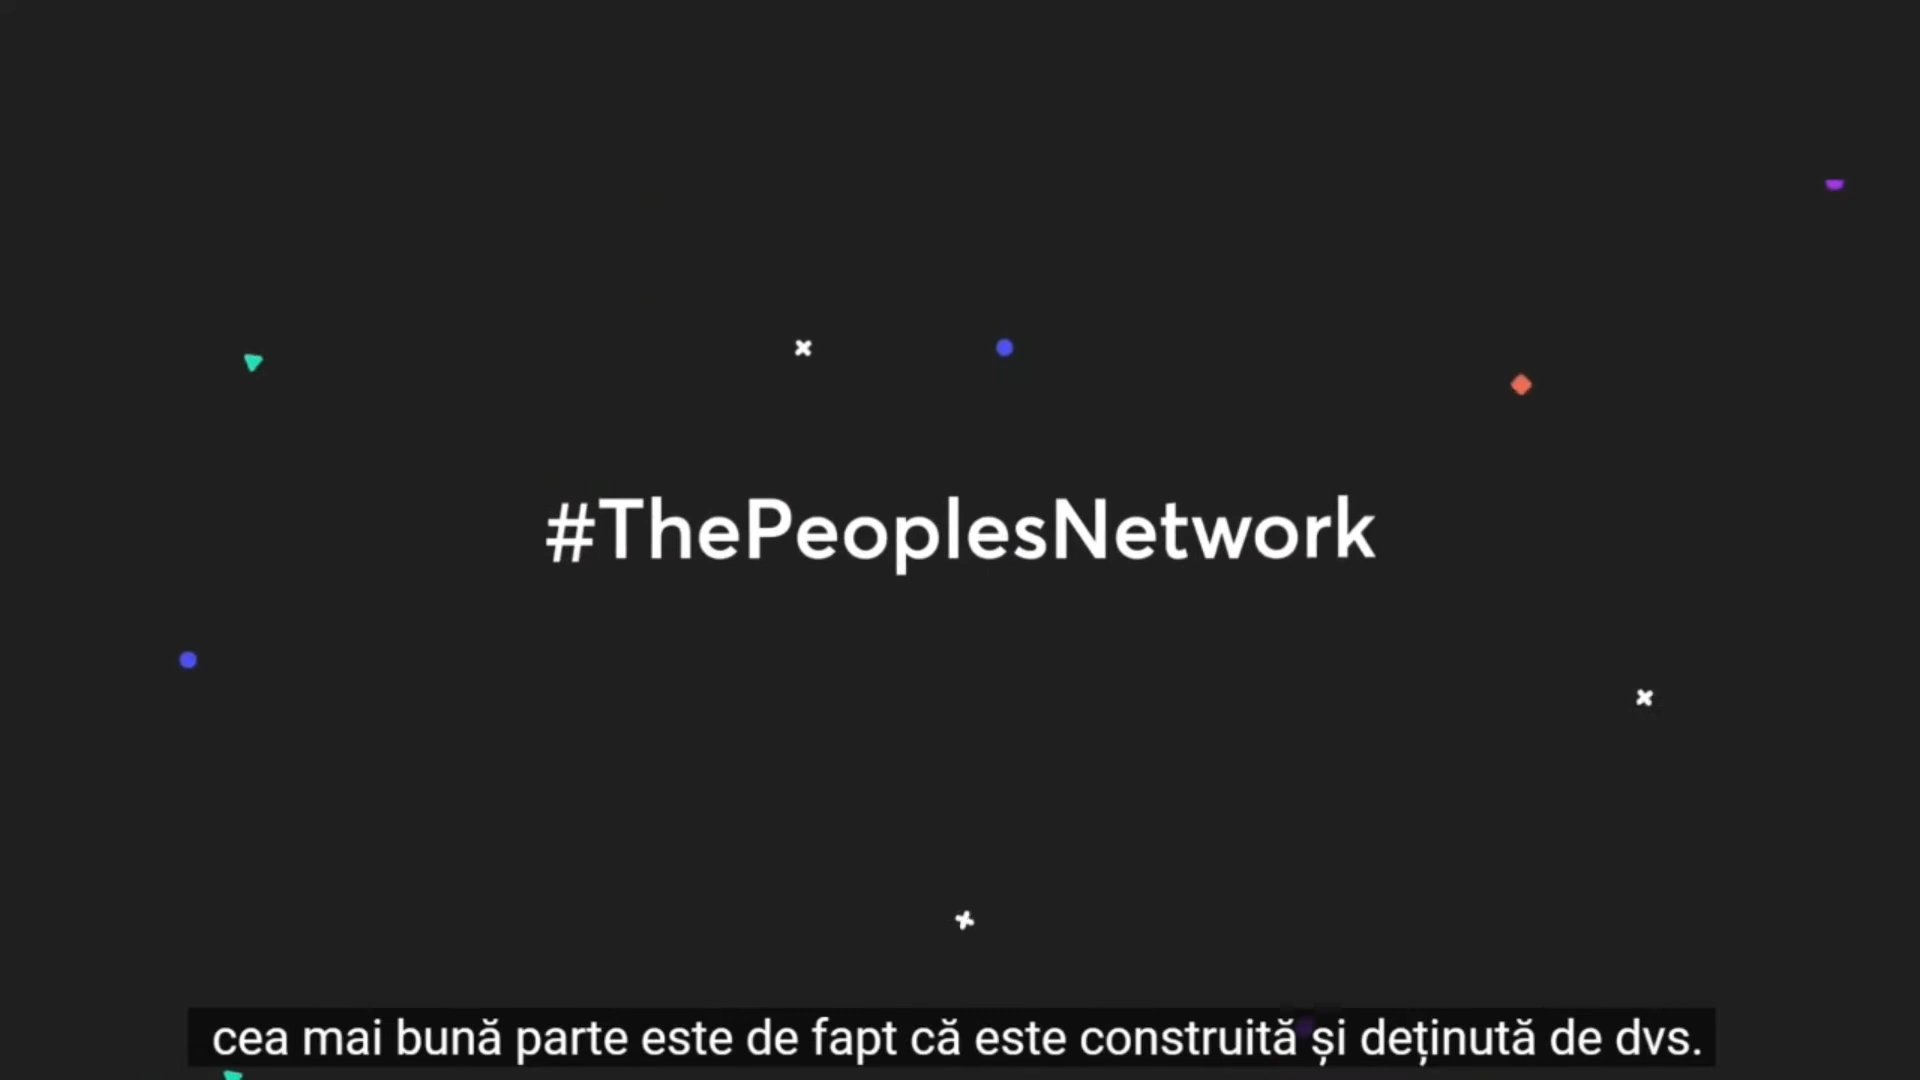 #ThePeoplesNetwork
cea mai bună parte este de fapt că este construită și deținută de dvs.